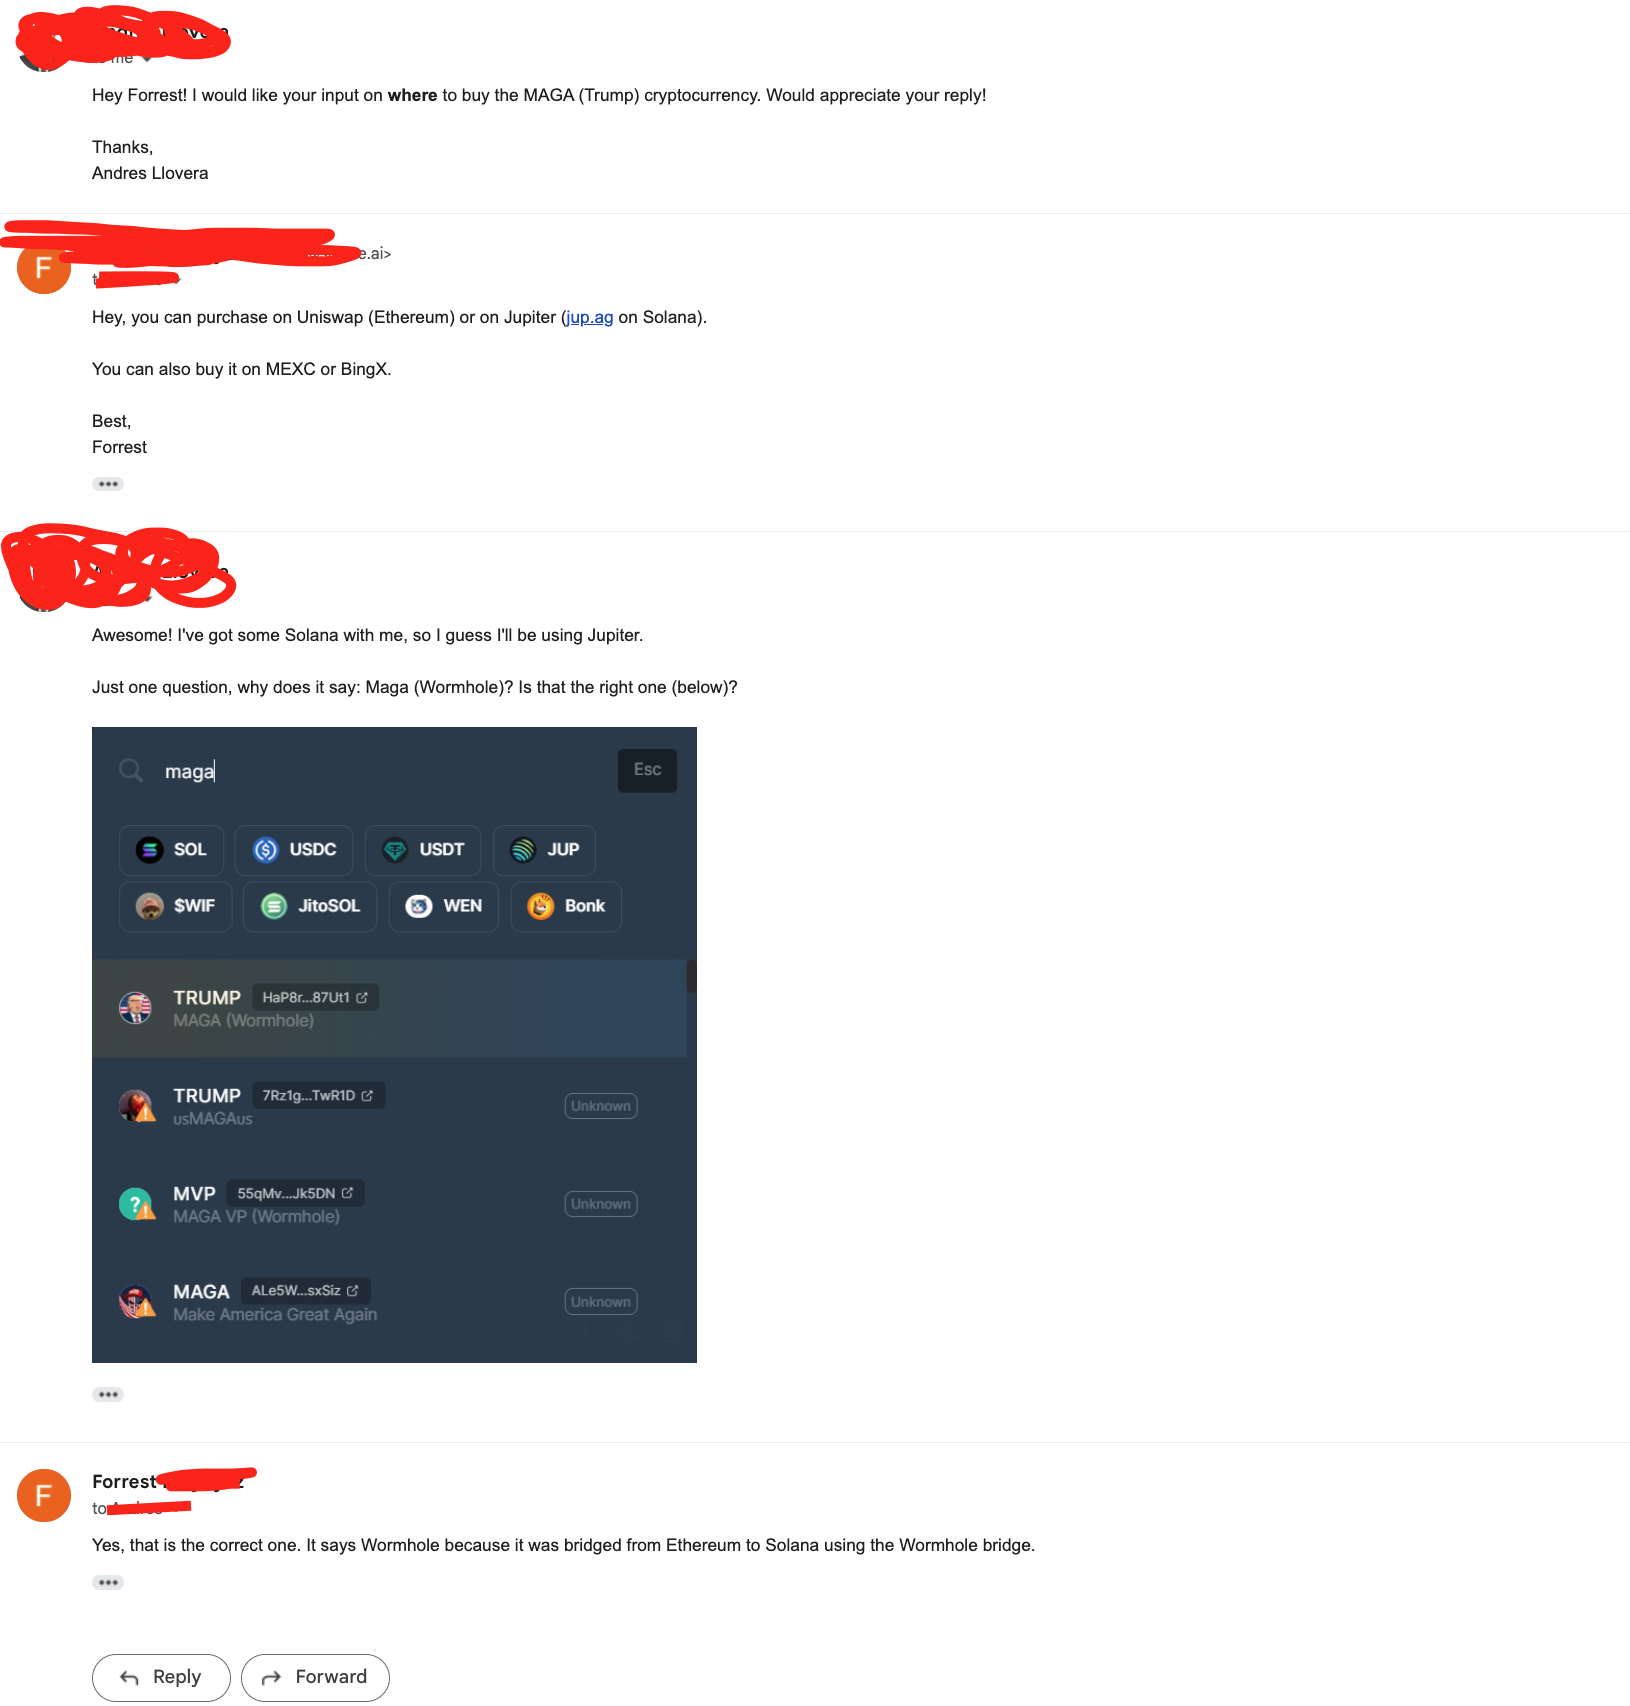 me
Hey Forrest! I would like your input on where to buy the MAGA (Trump) cryptocurrency. Would appreciate your reply!
Thanks,
Andres Llovera
F
e.ai>
Hey, you can purchase on Uniswap (Ethereum) or on Jupiter (jup.ag on Solana).
You can also buy it on MEXC or BingX.
Best,
Forrest
Awesome! I've got some Solana with me, so I guess I'll be using Jupiter.
Just one question, why does it say: Maga (Wormhole)? Is that the right one (below)?
maga Esc
SOL USDC USDT JUP
$WIF JitoSOL WEN Bonk
TRUMP HaP8r...87Ut1
MAGA (Wormhole)
TRUMP 7Rz1g...TwR1D
usMAGAus
Unknown
MVP 55qMv...Jk5DN
MAGA VP (Wormhole)
Unknown
MAGA ALe5W...sxSiz
Make America Great Again
Unknown
F
Forrest
to
Yes, that is the correct one. It says Wormhole because it was bridged from Ethereum to Solana using the Wormhole bridge.
Reply Forward